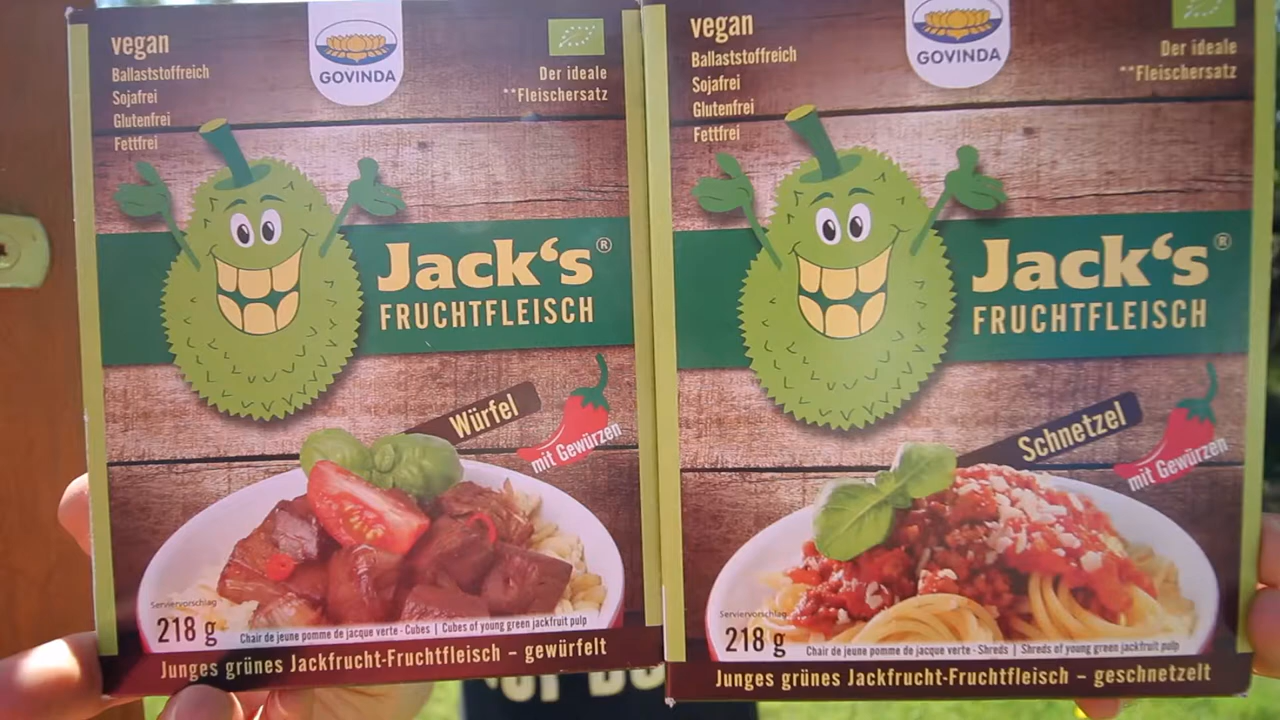 vegan
Ballaststoffreich
Sojafrei
Glutenfrei
Fettfrei
GOVINDA
Der ideale
**Fleischersatz
Jack‘s®
FRUCHTFLEISCH
Würfel
mit Gewürzen
Serviervorschlag
218 g
Chair de jeune pomme de jacque verte - Cubes | Cubes of young green jackfruit pulp
Junges grünes Jackfrucht-Fruchtfleisch – gewürfelt
vegan
Ballaststoffreich
Sojafrei
Glutenfrei
Fettfrei
GOVINDA
Der ideale
**Fleischersatz
Jack‘s®
FRUCHTFLEISCH
Schnetzel
mit Gewürzen
Serviervorschlag
218 g
Chair de jeune pomme de jacque verte - Shreds | Shreds of young green jackfruit pulp
Junges grünes Jackfrucht-Fruchtfleisch – geschnetzelt